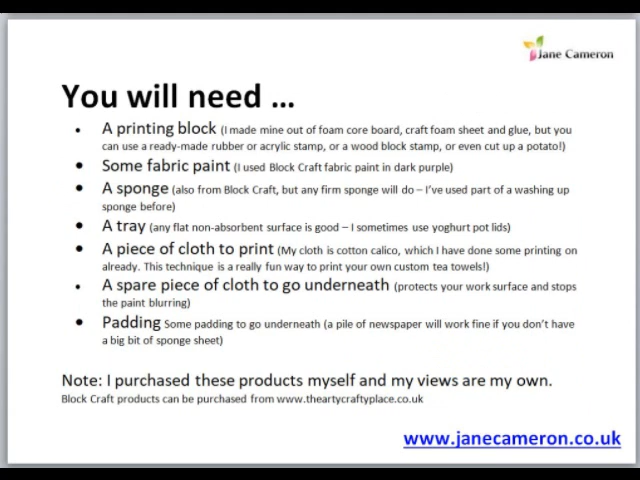 Jane Cameron
You will need ...
• A printing block (I made mine out of foam core board, craft foam sheet and glue, but you
can use a ready-made rubber or acrylic stamp, or a wood block stamp, or even cut up a potato!)
• Some fabric paint (I used Block Craft fabric paint in dark purple)
• A sponge (also from Block Craft, but any firm sponge will do – I've used part of a washing up
sponge before)
• A tray (any flat non-absorbent surface is good – I sometimes use yoghurt pot lids)
• A piece of cloth to print (My cloth is cotton calico, which I have done some printing on
already. This technique is a really fun way to print your own custom tea towels!)
• A spare piece of cloth to go underneath (protects your work surface and stops
the paint blurring)
• Padding Some padding to go underneath (a pile of newspaper will work fine if you don't have
a big bit of sponge sheet)
Note: I purchased these products myself and my views are my own.
Block Craft products can be purchased from www.theartycraftyplace.co.uk
www.janecameron.co.uk